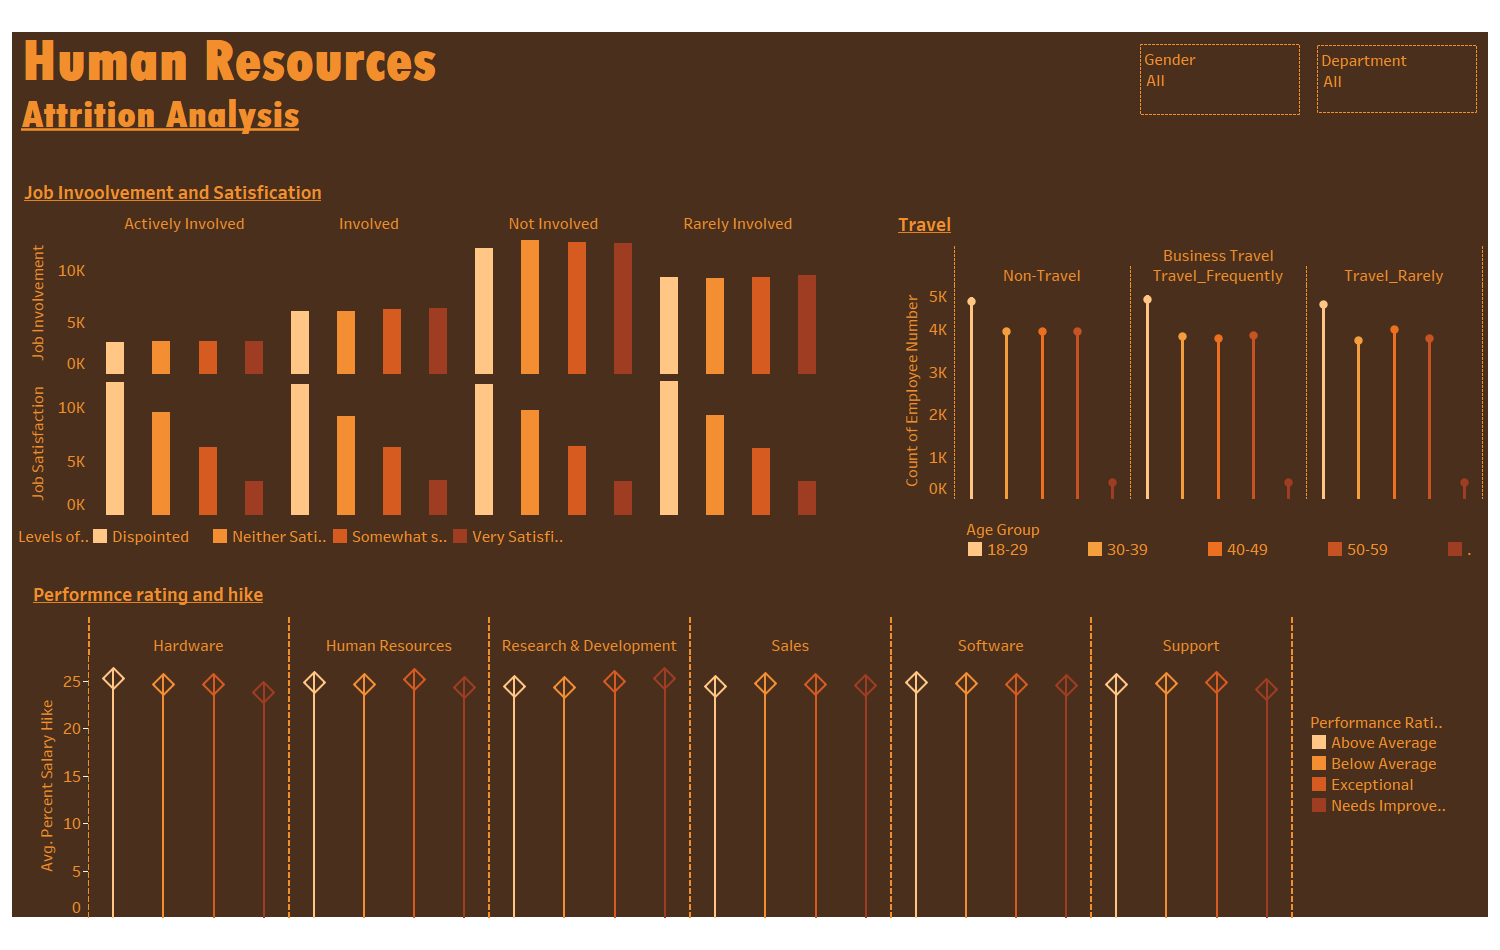 Human Resources
Attrition Analysis
Gender
All
Department
All
Job Invoolvement and Satisfication
Actively Involved Involved Not Involved Rarely Involved
Job Involvement
10K
5K
0K
Job Satisfaction
10K
5K
0K
Levels of.. Dispointed Neither Sati.. Somewhat s.. Very Satisfi..
Travel
Business Travel
Non-Travel Travel_Frequently Travel_Rarely
Count of Employee Number
5K
4K
3K
2K
1K
0K
Age Group
18-29 30-39 40-49 50-59 .
Performnce rating and hike
Hardware Human Resources Research & Development Sales Software Support
Avg. Percent Salary Hike
25
20
15
10
5
0
Performance Rati..
Above Average
Below Average
Exceptional
Needs Improve..